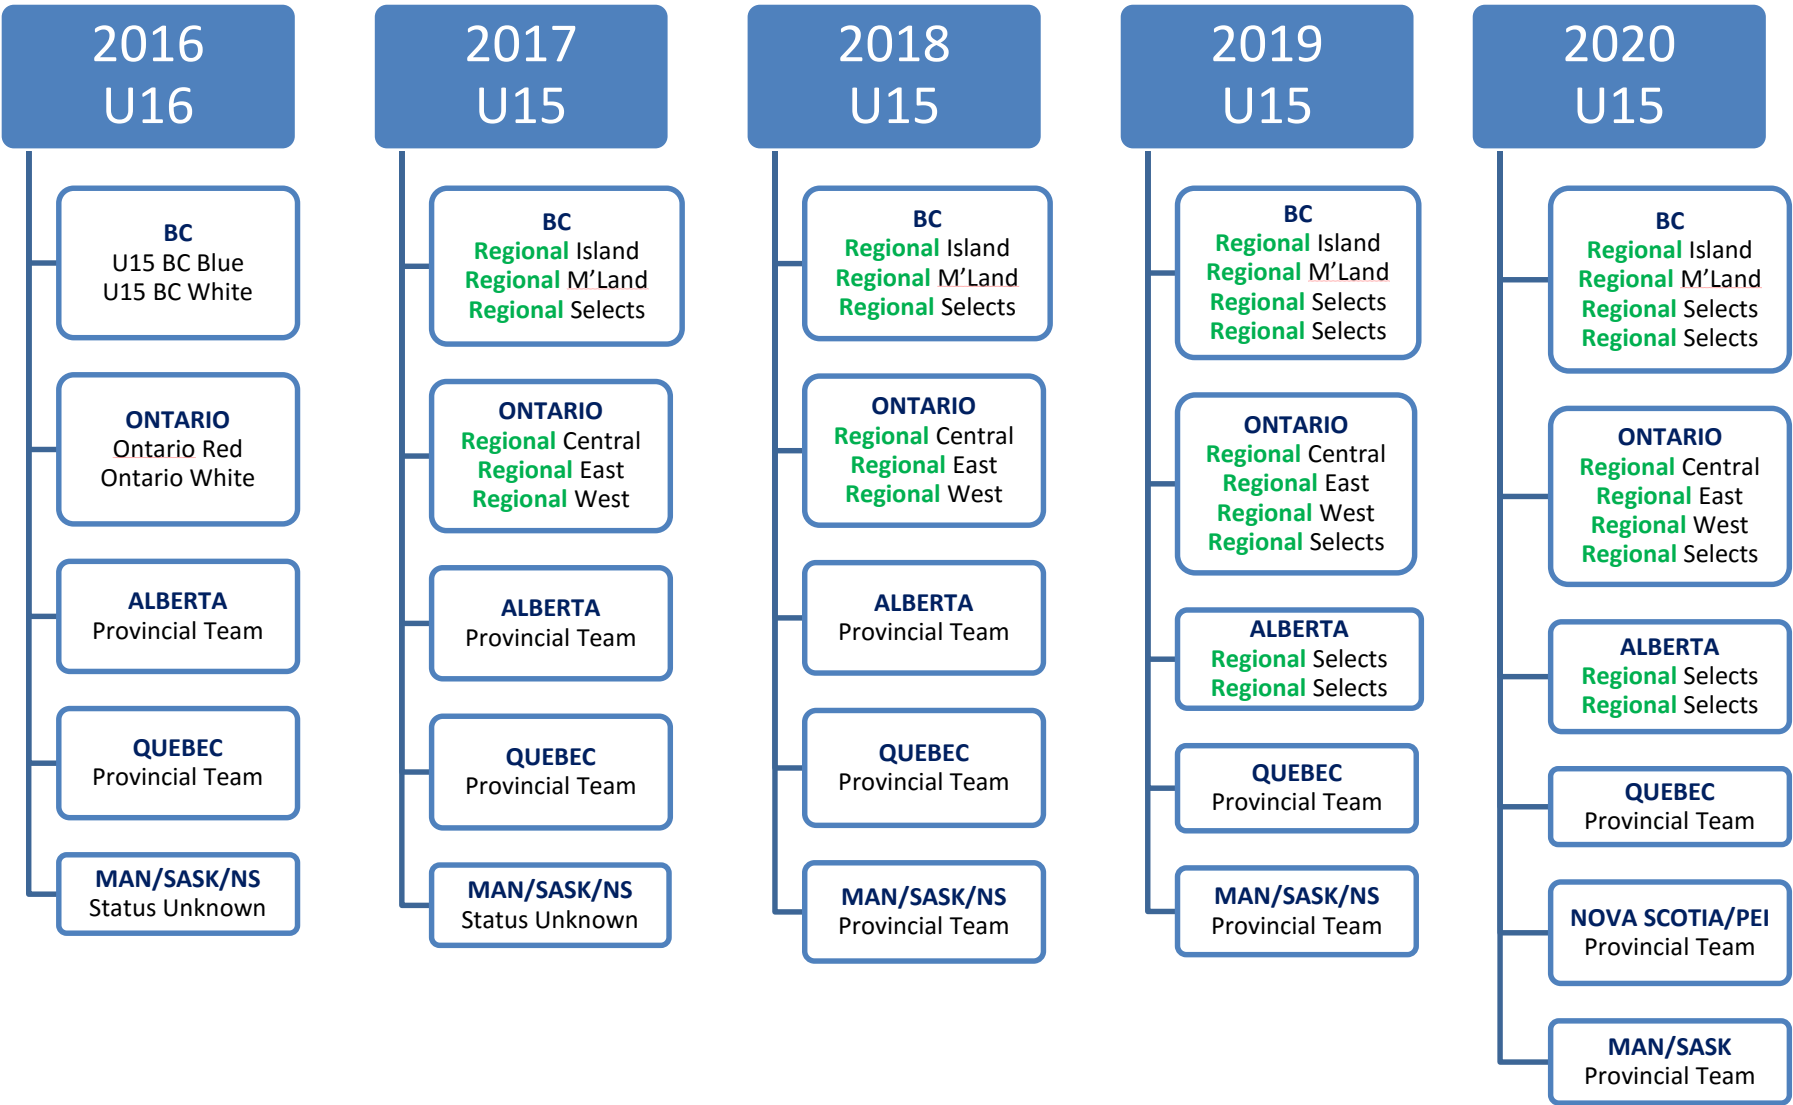 2016
U16
BC
U15 BC Blue
U15 BC White
ONTARIO
Ontario Red
Ontario White
ALBERTA
Provincial Team
QUEBEC
Provincial Team
MAN/SASK/NS
Status Unknown
2017
U15
BC
Regional Island
Regional M’Land
Regional Selects
ONTARIO
Regional Central
Regional East
Regional West
ALBERTA
Provincial Team
QUEBEC
Provincial Team
MAN/SASK/NS
Status Unknown
2018
U15
BC
Regional Island
Regional M’Land
Regional Selects
ONTARIO
Regional Central
Regional East
Regional West
ALBERTA
Provincial Team
QUEBEC
Provincial Team
MAN/SASK/NS
Provincial Team
2019
U15
BC
Regional Island
Regional M’Land
Regional Selects
Regional Selects
ONTARIO
Regional Central
Regional East
Regional West
Regional Selects
ALBERTA
Regional Selects
Regional Selects
QUEBEC
Provincial Team
MAN/SASK/NS
Provincial Team
2020
U15
BC
Regional Island
Regional M’Land
Regional Selects
Regional Selects
ONTARIO
Regional Central
Regional East
Regional West
Regional Selects
ALBERTA
Regional Selects
Regional Selects
QUEBEC
Provincial Team
NOVA SCOTIA/PEI
Provincial Team
MAN/SASK
Provincial Team